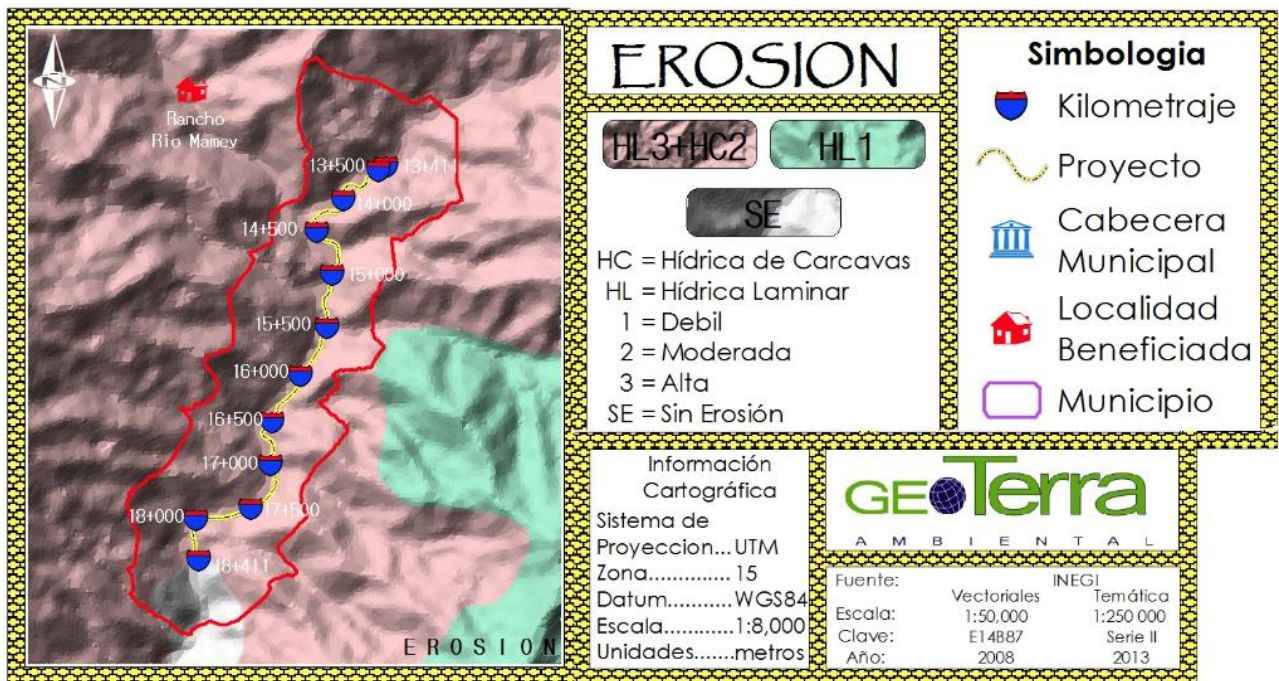 Rancho
Rio Mamey
13+500
13+411
14+000
14+500
15+000
15+500
16+000
16+500
17+000
17+500
18+000
18+411
EROSION
EROSION
HL3+HC2
HL1
SE
HC = Hídrica de Carcavas
HL = Hídrica Laminar
1 = Debil
2 = Moderada
3 = Alta
SE = Sin Erosión
Simbologia
Kilometraje
Proyecto
Cabecera
Municipal
Localidad
Beneficiada
Municipio
Información
Cartográfica
Sistema de
Proyeccion... UTM
Zona.............. 15
Datum...........WGS84
Escala............1:8,000
Unidades.......metros
GEOTerra
AMBIENTAL
Fuente: INEGI
Vectoriales Temática
Escala: 1:50,000 1:250 000
Clave: E14B87 Serie II
Año: 2008 2013